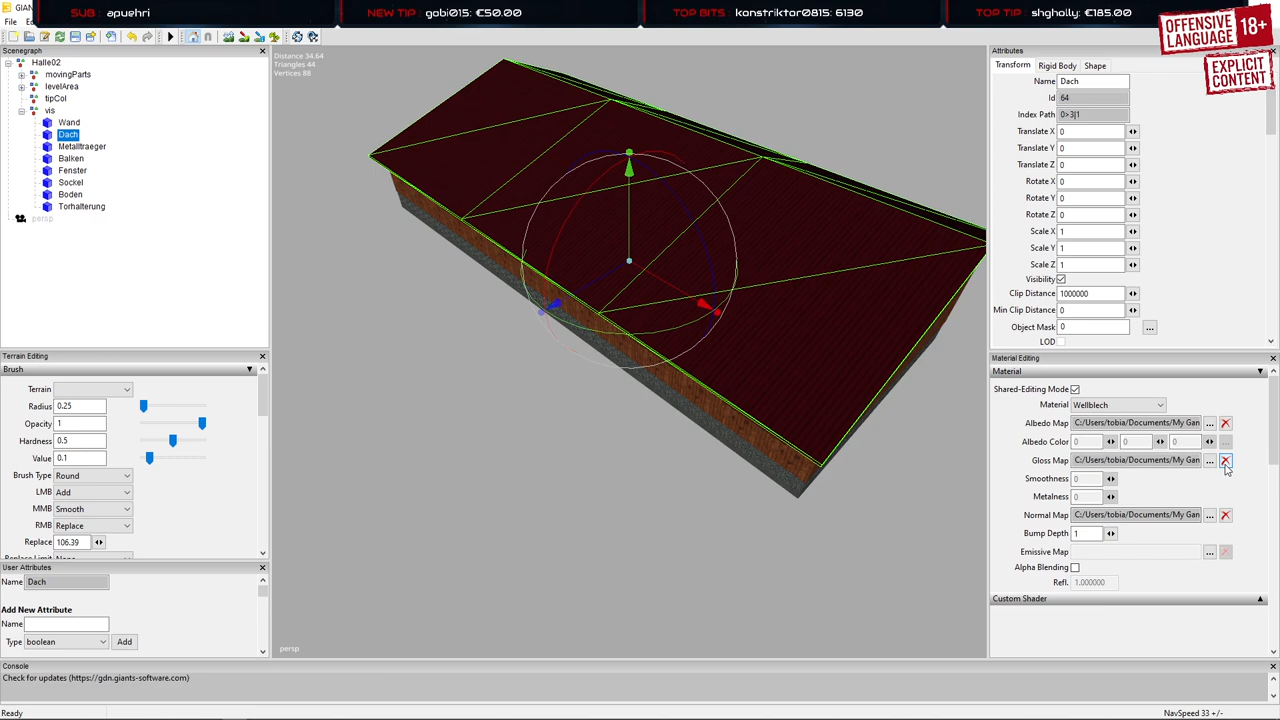 SUB : apuehri
NEW TIP : gobi015: €50.00
TOP BITS : konstriktor0815 5130
TOP TIP : shgholly: €1,000
OFFENSIVE
LANGUAGE 18+
EXPLICIT
CONTENT
GIAN
File
Scenegraph
Halle02
movingParts
levelArea
tipCol
vis
Wand
Dach
Metalltraeger
Balken
Fenster
Sockel
Boden
Torhalterung
persp
Terrain Editing
Brush
Terrain
Radius 0.25
Opacity 1
Hardness 0.5
Value 0.1
Brush Type Round
LMB Add
MMB Smooth
RMB Replace
Replace 106.39
User Attributes
Name Dach
Add New Attribute
Name
Type boolean Add
Distance 34.64
Triangles 44
Vertices 88
persp
Attributes
Transform Rigid Body Shape
Name Dach
Id 64
Index Path 0>3|1
Translate X 0
Translate Y 0
Translate Z 0
Rotate X 0
Rotate Y 0
Rotate Z 0
Scale X 1
Scale Y 1
Scale Z 1
Visibility
Clip Distance 1000000
Min Clip Distance 0
Object Mask 0 ...
LOD
Material Editing
Material
Shared-Editing Mode
Material Wellblech
Albedo Map C:/Users/tobia/Documents/My Gan ...
Albedo Color 0 0 0 ...
Gloss Map C:/Users/tobia/Documents/My Gan ...
Smoothness 0
Metalness 0
Normal Map C:/Users/tobia/Documents/My Gan ...
Bump Depth 1
Emissive Map ...
Alpha Blending
Refl. 1.000000
Custom Shader
Console
Check for updates (https://gdn.giants-software.com)
Ready
NavSpeed 33 +/-